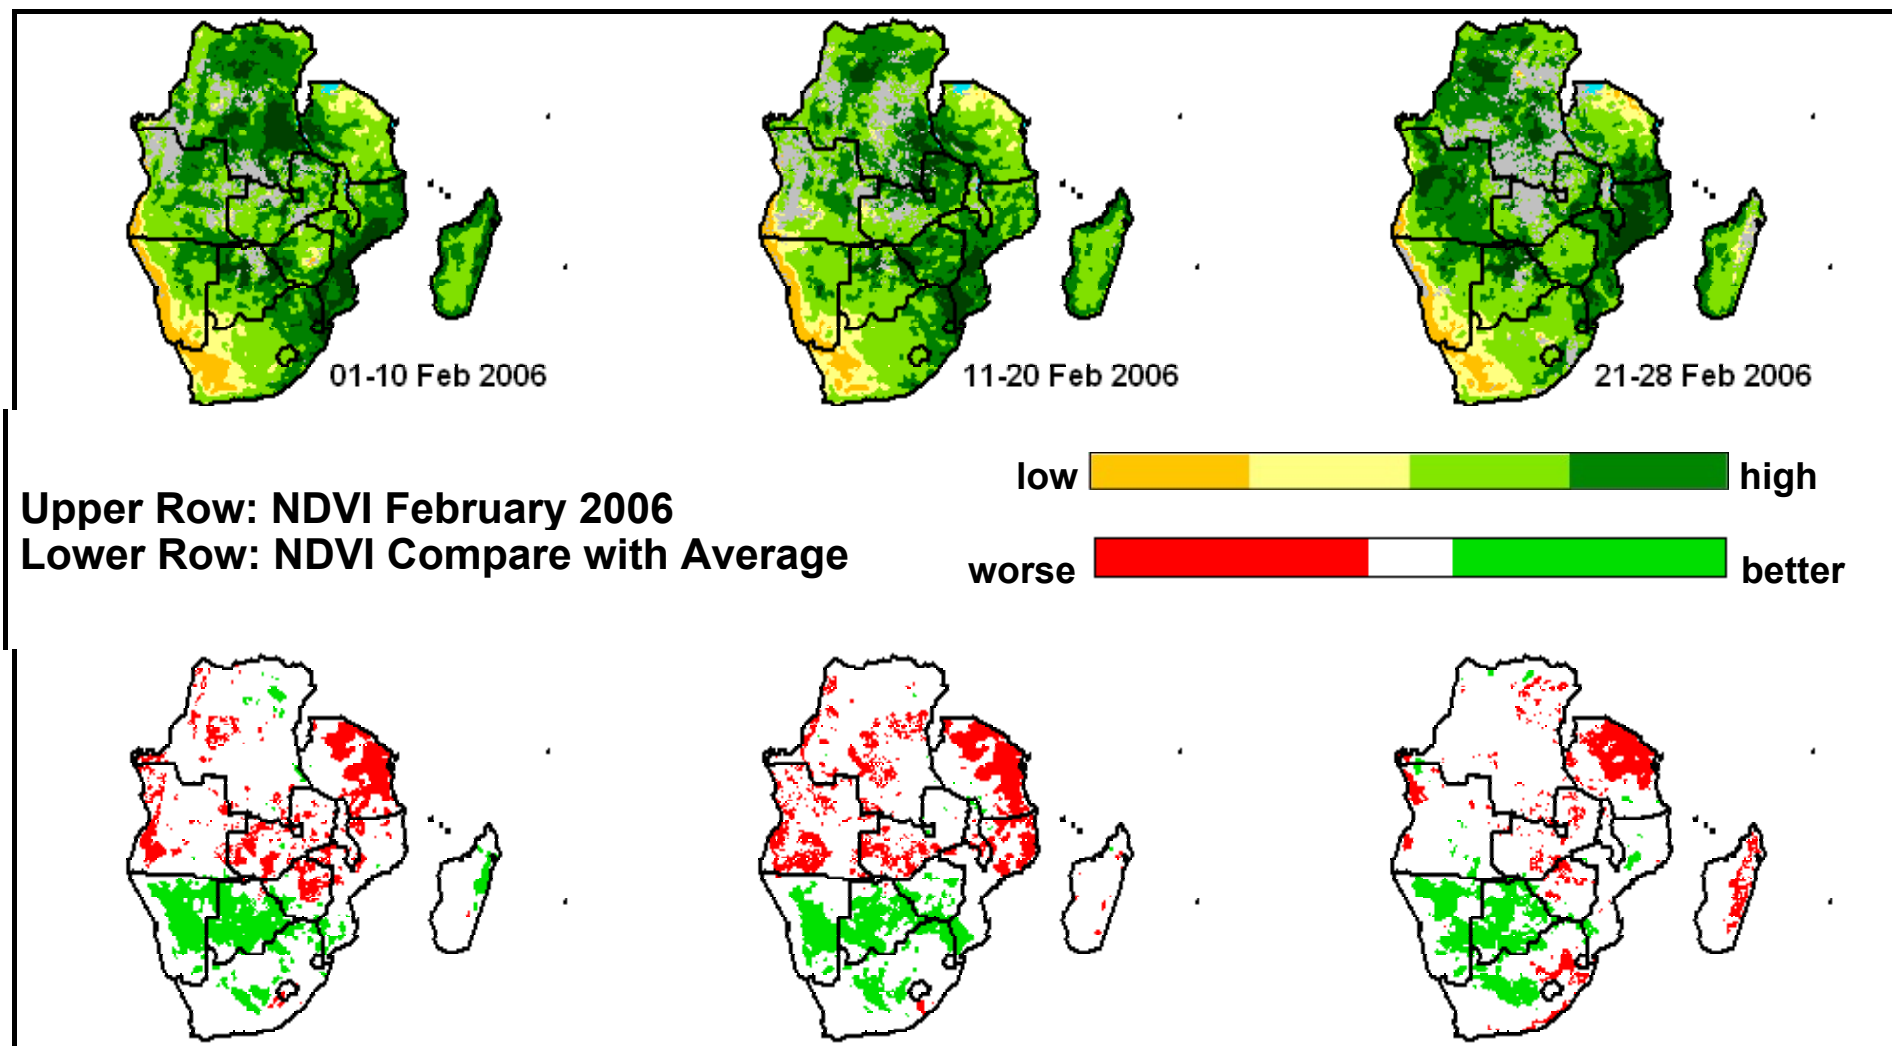 01-10 Feb 2006
11-20 Feb 2006
21-28 Feb 2006
low
high
Upper Row: NDVI February 2006
Lower Row: NDVI Compare with Average
worse
better